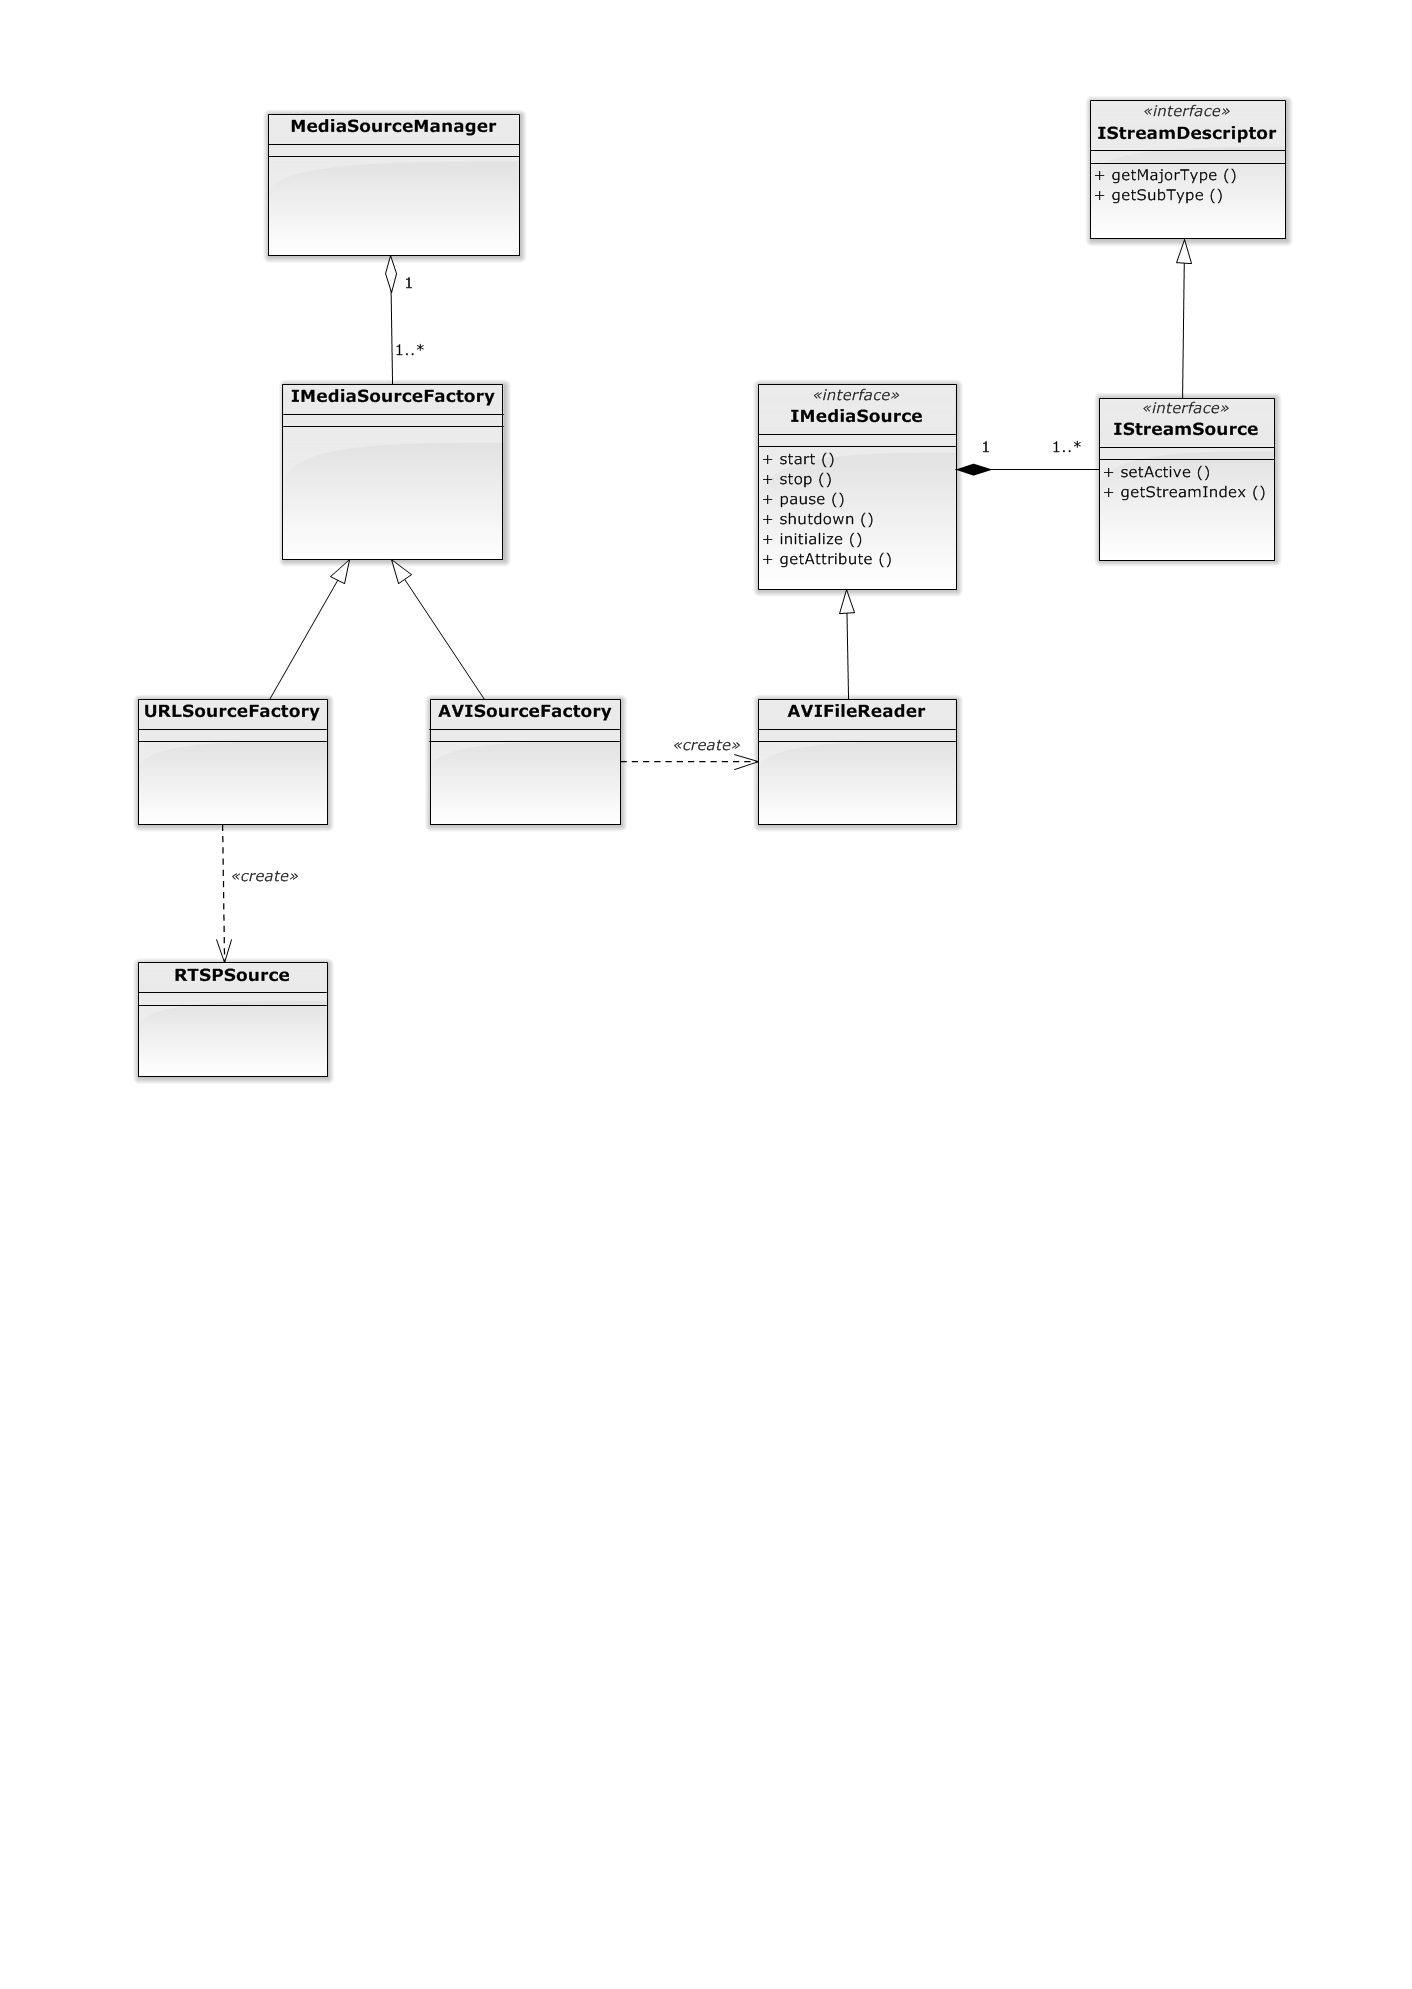 MediaSourceManager
1
1..*
IMediaSourceFactory
URLSourceFactory
AVISourceFactory
«create»
«create»
RTSPSource
«interface»
IStreamDescriptor
+ getMajorType ()
+ getSubType ()
«interface»
IMediaSource
+ start ()
+ stop ()
+ pause ()
+ shutdown ()
+ initialize ()
+ getAttribute ()
1
1..*
«interface»
IStreamSource
+ setActive ()
+ getStreamIndex ()
AVIFileReader